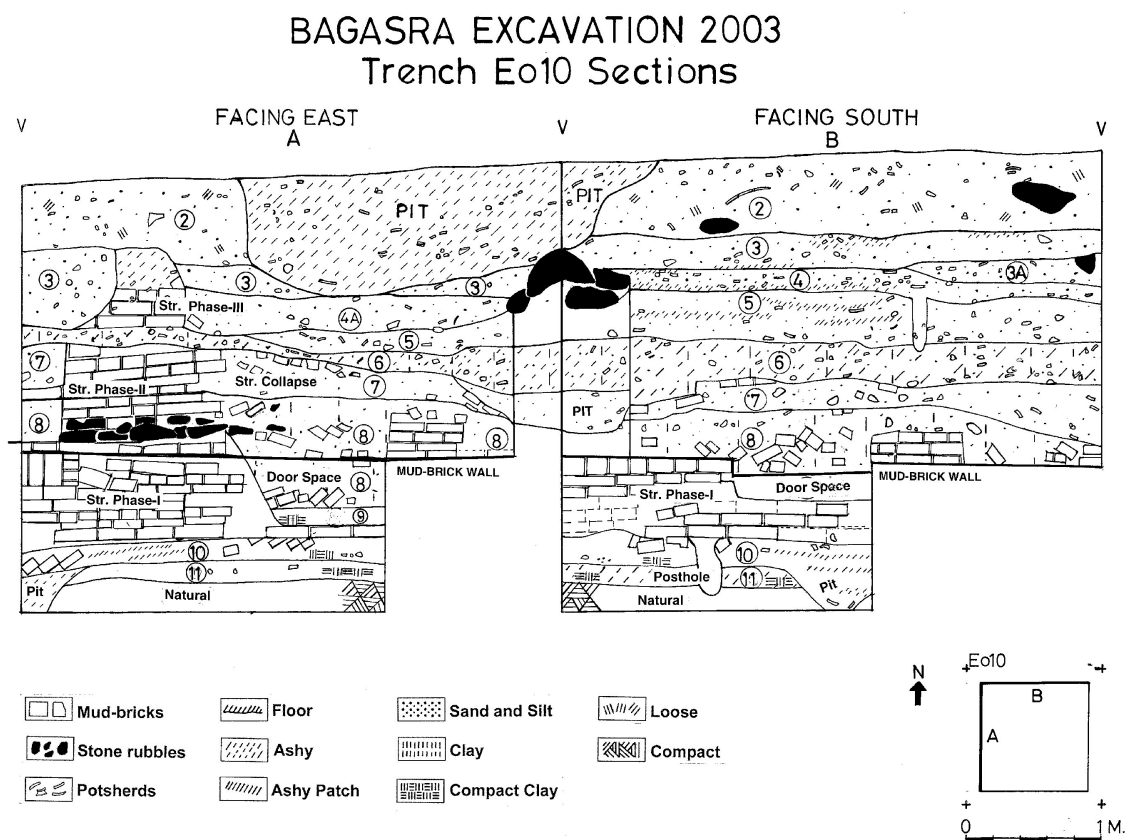 BAGASRA EXCAVATION 2003
Trench Eo10 Sections
FACING EAST
A
FACING SOUTH
B
V
V
V
PIT
PIT
2
2
3
3
3
3
3A
4
Str. Phase-III
4A
5
5
6
6
7
7
7
Str. Collapse
Str. Phase-II
PIT
8
8
8
8
D
MUD-BRICK WALL
MUD-BRICK WALL
Door Space
8
Door Space
Str. Phase-I
Str. Phase-I
9
10
10
11
11
Posthole
Pit
Pit
Natural
Natural
Mud-bricks
Floor
Sand and Silt
Loose
Stone rubbles
Ashy
Clay
Compact
Potsherds
Ashy Patch
Compact Clay
N
Eo10
B
A
0
1 M.